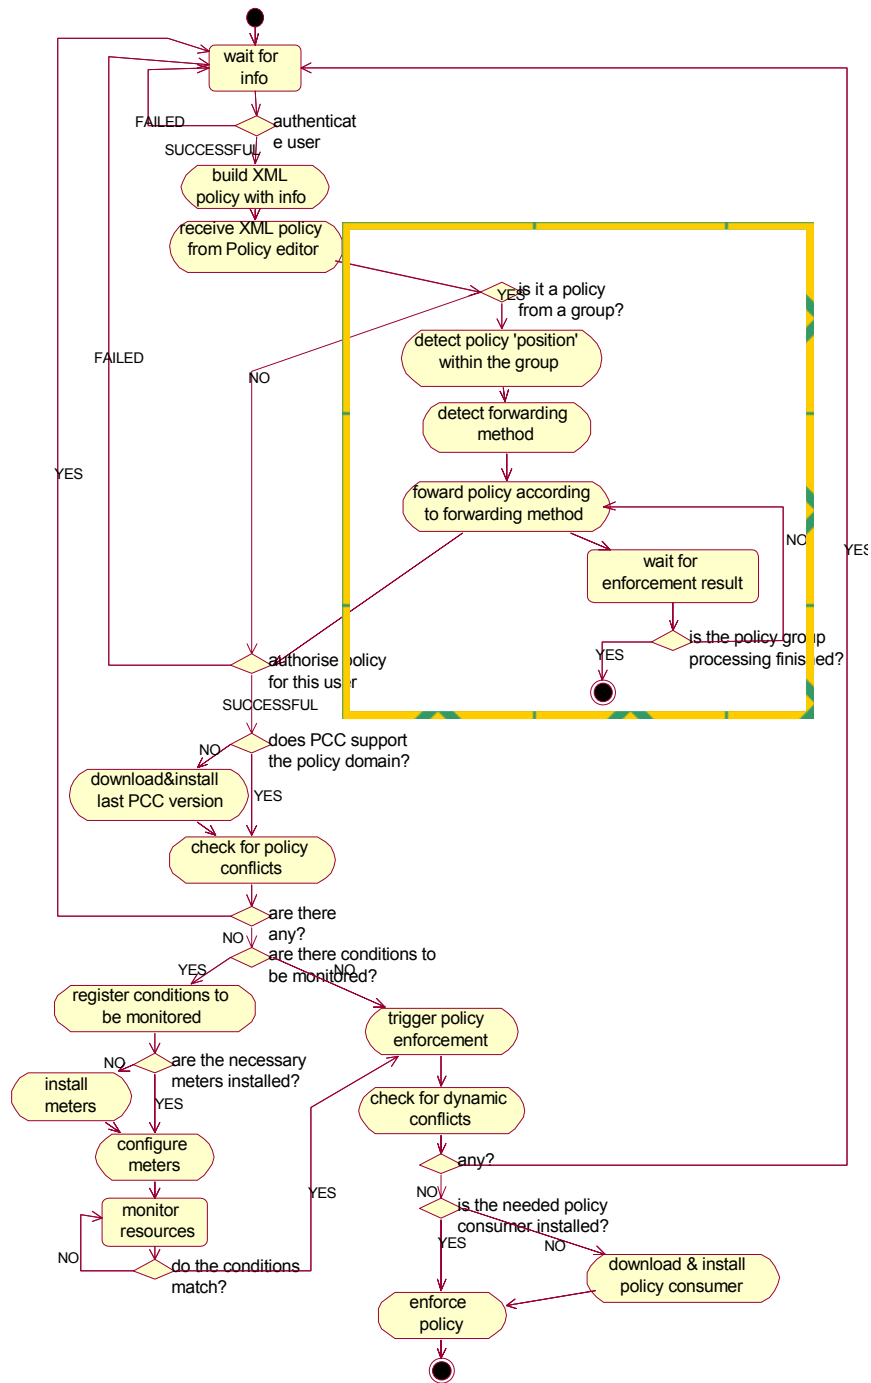 wait for
info
FAILED
authenticat
e user
SUCCESSFUL
build XML
policy with info
receive XML policy
from Policy editor
YES
is it a policy
from a group?
detect policy 'position'
within the group
FAILED
NO
detect forwarding
method
YES
foward policy according
to forwarding method
NO
YES
wait for
enforcement result
is the policy group
processing finished?
YES
authorise policy
for this user
SUCCESSFUL
does PCC support
the policy domain?
NO
download&install
last PCC version
YES
check for policy
conflicts
are there
any?
NO
are there conditions to
be monitored?
YES
NO
register conditions to
be monitored
trigger policy
enforcement
are the necessary
meters installed?
NO
install
meters
YES
check for dynamic
conflicts
configure
meters
any?
YES
NO
is the needed policy
consumer installed?
monitor
resources
YES
NO
NO
do the conditions
match?
download & install
policy consumer
enforce
policy